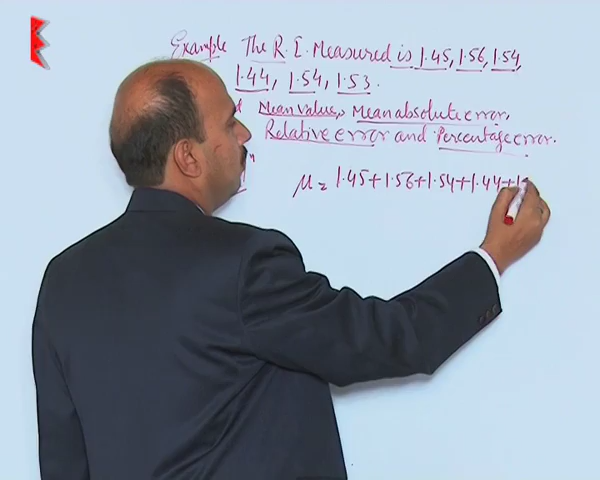 Example The R.I. Measured is 1.45, 1.56, 1.54,
1.44, 1.54, 1.53.
Mean value, Mean absolute error,
Relative error and Percentage error.
μ = 1.45+1.56+1.54+1.44+1.